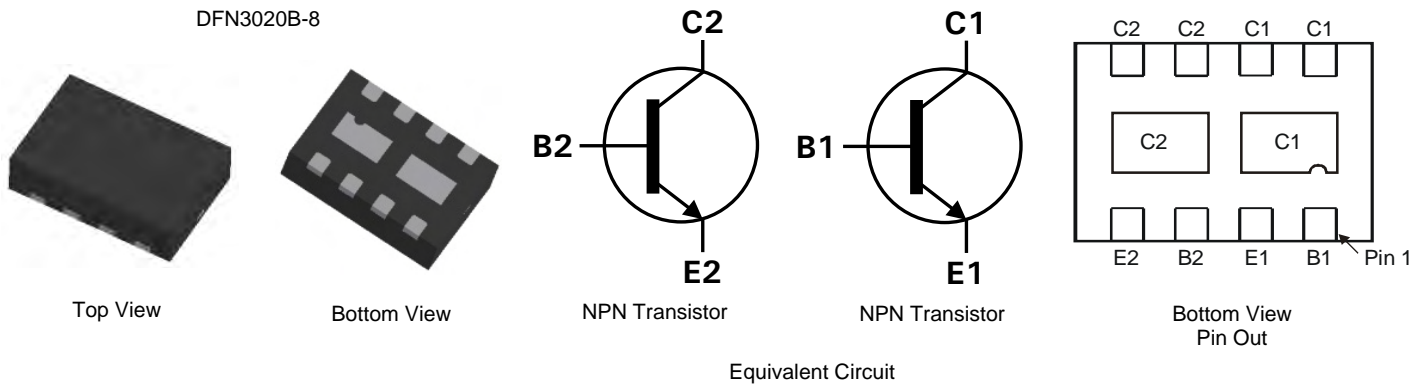 DFN3020B-8
Top View
Bottom View
C2
B2
E2
NPN Transistor
C1
B1
E1
NPN Transistor
Equivalent Circuit
C2 C2 C1 C1
C2 C1
E2 B2 E1 B1 Pin 1
Bottom View
Pin Out